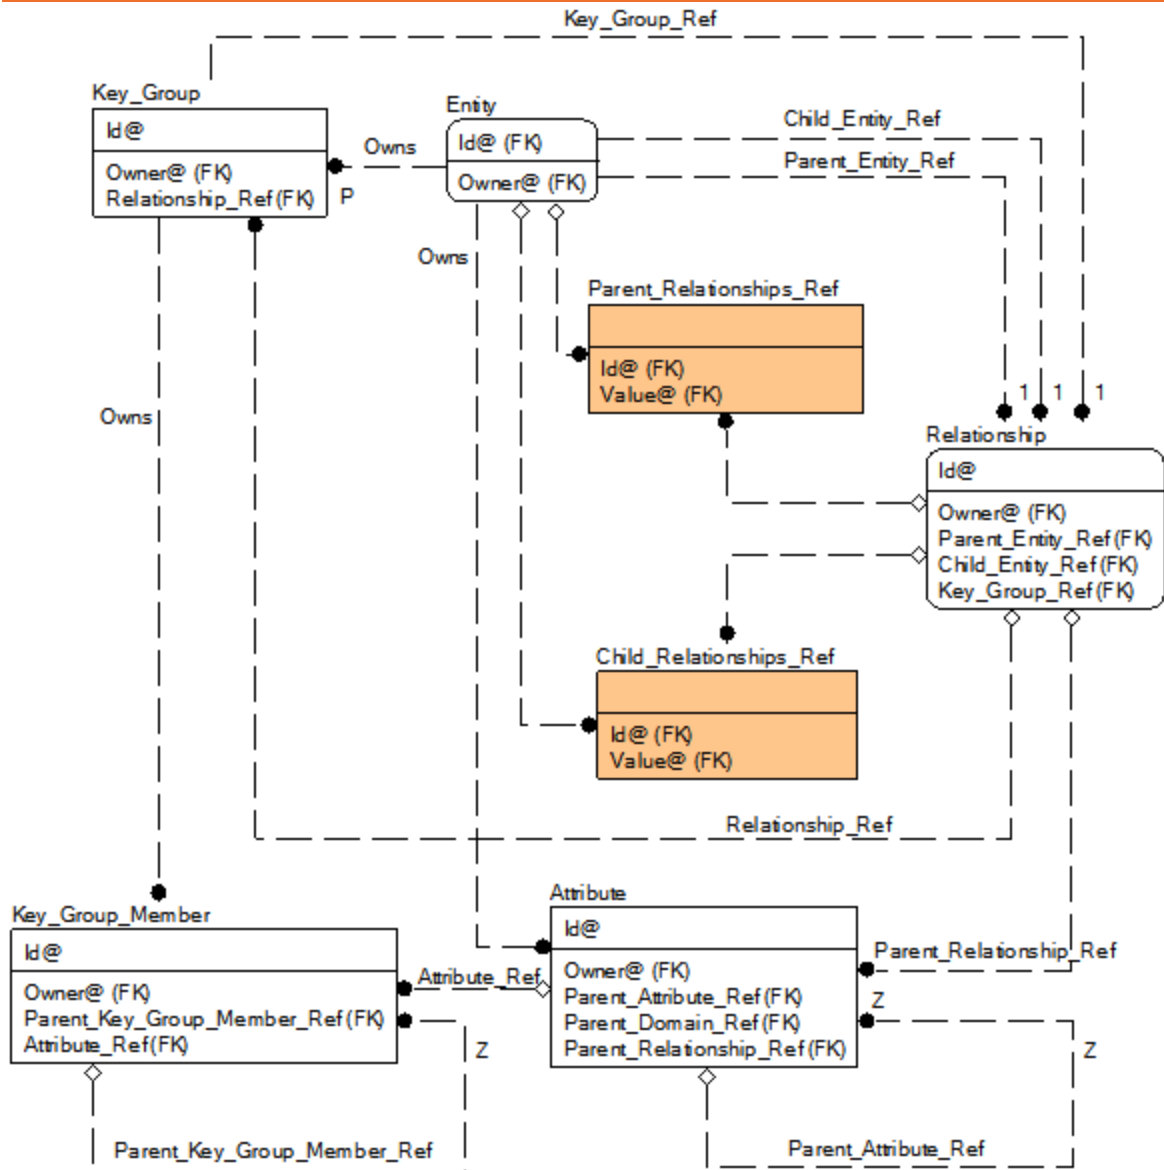 Key_Group_Ref
Key_Group
Id@
Owner@ (FK)
Relationship_Ref(FK)
Owns
P
Entity
Id@ (FK)
Owner@ (FK)
Child_Entity_Ref
Parent_Entity_Ref
Owns
Parent_Relationships_Ref
Id@ (FK)
Value@ (FK)
1
1
1
Owns
Relationship
Id@
Owner@ (FK)
Parent_Entity_Ref(FK)
Child_Entity_Ref(FK)
Key_Group_Ref(FK)
Child_Relationships_Ref
Id@ (FK)
Value@ (FK)
Relationship_Ref
Key_Group_Member
Id@
Owner@ (FK)
Parent_Key_Group_Member_Ref(FK)
Attribute_Ref(FK)
Attribute_Ref
Z
Parent_Key_Group_Member_Ref
Attribute
Id@
Owner@ (FK)
Parent_Attribute_Ref(FK)
Parent_Domain_Ref(FK)
Parent_Relationship_Ref(FK)
Parent_Relationship_Ref
Z
Z
Parent_Attribute_Ref